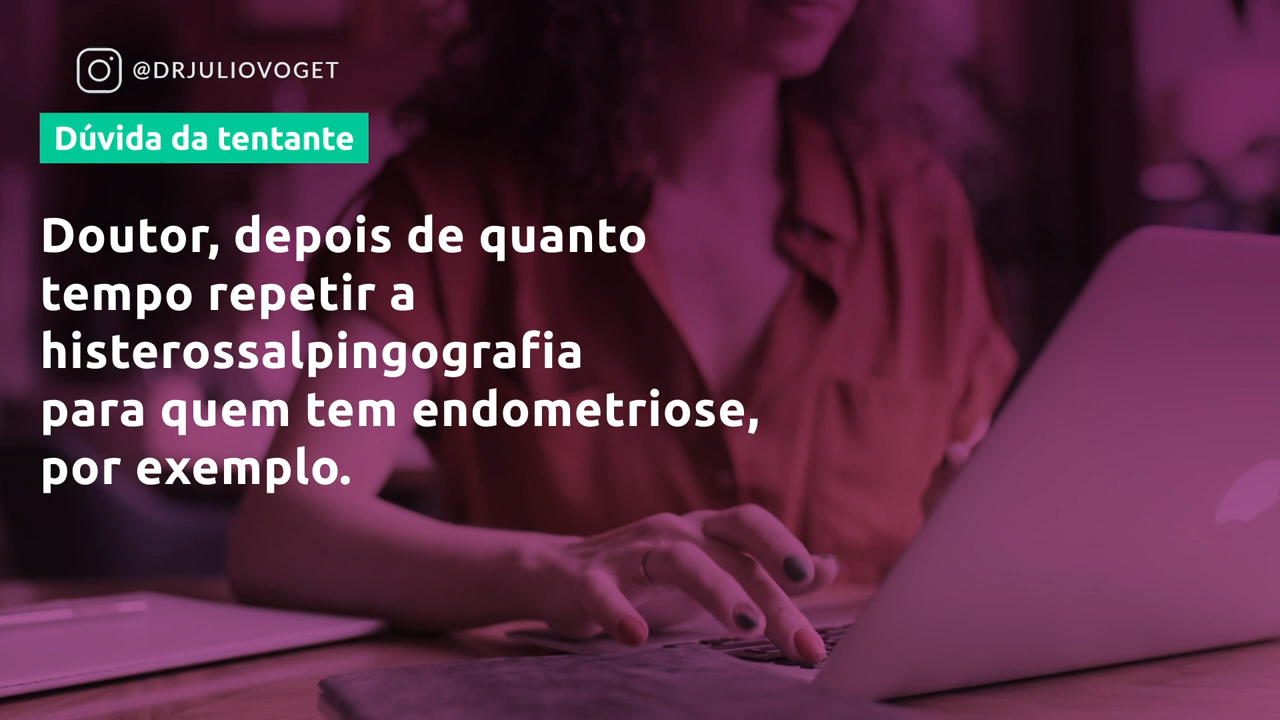 @DRJULIOVOGET
Dúvida da tentante
Doutor, depois de quanto
tempo repetir a
histerossalpingografia
para quem tem endometriose,
por exemplo.